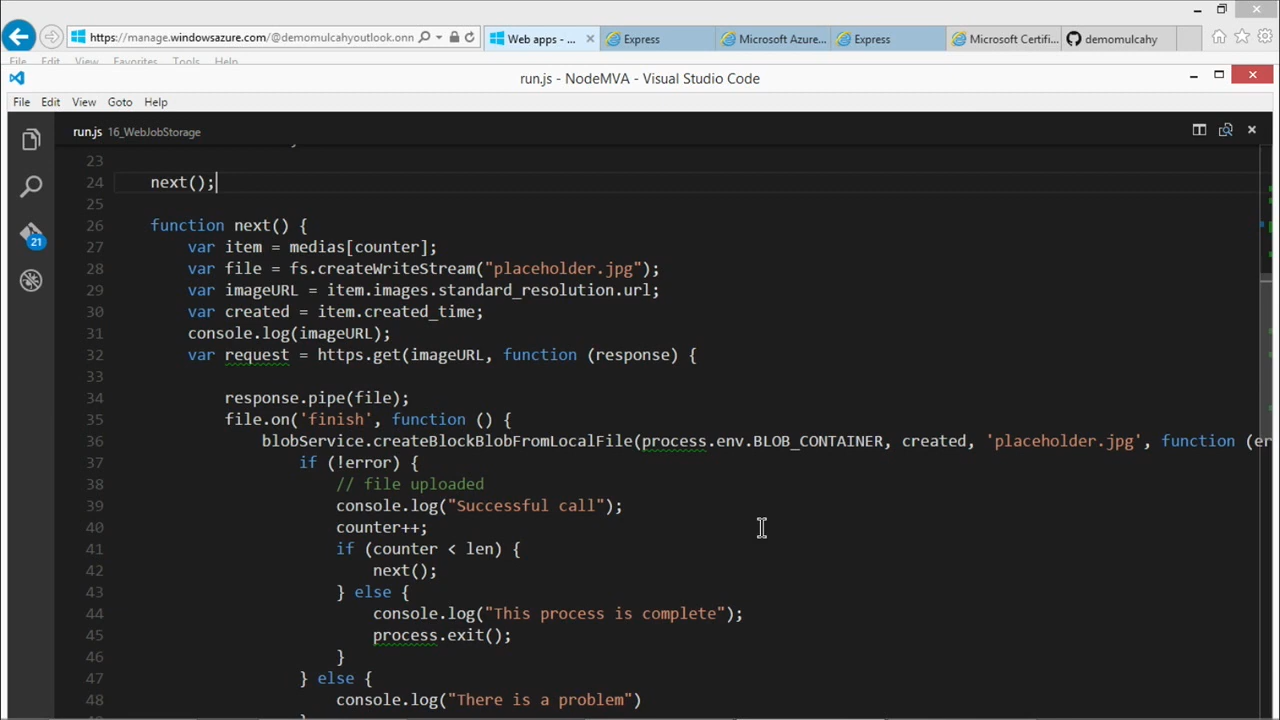 https://manage.windowsazure.com/@demomulcahyoutlook.onn
Web apps - ...
Express
Microsoft Azure...
Express
Microsoft Certifi...
demomulcahy
File Edit View Favorites Tools Help
run.js - NodeMVA - Visual Studio Code
File Edit View Goto Help
run.js 16_WebJobStorage
23
24 next();
25
26 function next() {
27 var item = medias[counter];
28 var file = fs.createWriteStream("placeholder.jpg");
29 var imageURL = item.images.standard_resolution.url;
30 var created = item.created_time;
31 console.log(imageURL);
32 var request = https.get(imageURL, function (response) {
33
34 response.pipe(file);
35 file.on('finish', function () {
36 blobService.createBlockBlobFromLocalFile(process.env.BLOB_CONTAINER, created, 'placeholder.jpg', function (er
37 if (!error) {
38 // file uploaded
39 console.log("Successful call");
40 counter++;
41 if (counter < len) {
42 next();
43 } else {
44 console.log("This process is complete");
45 process.exit();
46 }
47 } else {
48 console.log("There is a problem")
21